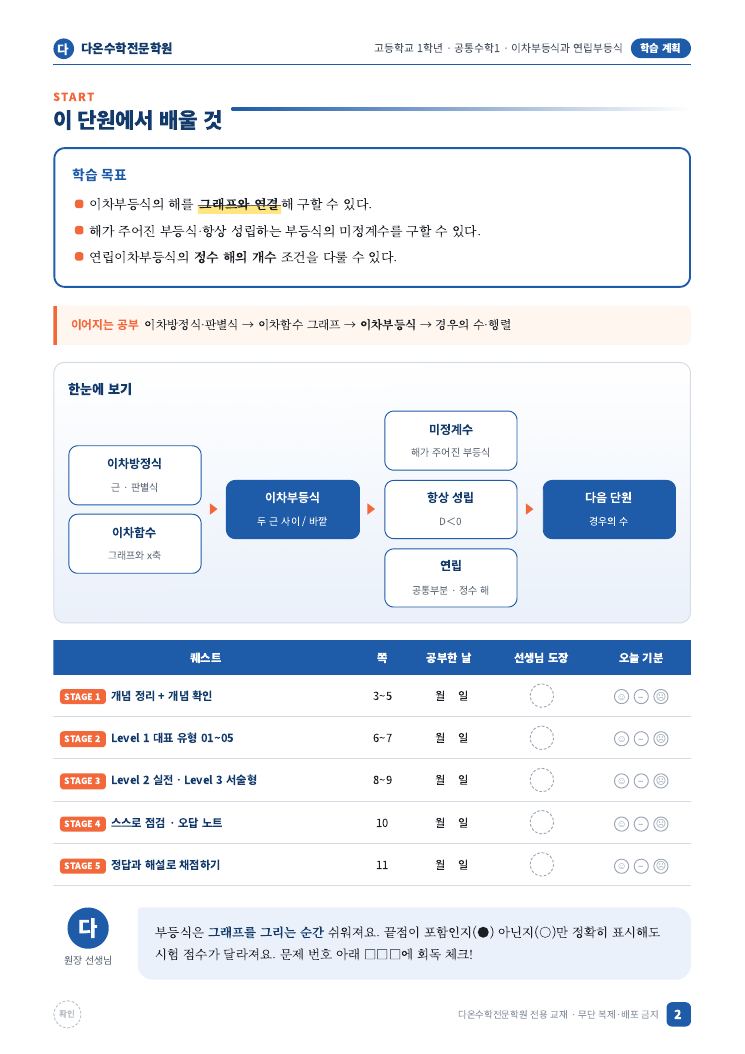 다 다온수학전문학원
고등학교 1학년 · 공통수학1 · 이차부등식과 연립부등식 학습 계획
START
이 단원에서 배울 것
학습 목표
이차부등식의 해를 그래프와 연결해 구할 수 있다.
해가 주어진 부등식·항상 성립하는 부등식의 미정계수를 구할 수 있다.
연립이차부등식의 정수 해의 개수 조건을 다룰 수 있다.
이어지는 공부 이차방정식·판별식 → 이차함수 그래프 → 이차부등식 → 경우의 수·행렬
한눈에 보기
이차방정식
근 · 판별식
이차함수
그래프와 x축
이차부등식
두 근 사이 / 바깥
미정계수
해가 주어진 부등식
항상 성립
D<0
연립
공통부분 · 정수 해
다음 단원
경우의 수
퀘스트 쪽 공부한 날 선생님 도장 오늘 기분
STAGE 1 개념 정리 + 개념 확인 3~5 월 일
STAGE 2 Level 1 대표 유형 01~05 6~7 월 일
STAGE 3 Level 2 실전 · Level 3 서술형 8~9 월 일
STAGE 4 스스로 점검 · 오답 노트 10 월 일
STAGE 5 정답과 해설로 채점하기 11 월 일
다
원장 선생님
부등식은 그래프를 그리는 순간 쉬워져요. 끝점이 포함인지(●) 아닌지(○)만 정확히 표시해도
시험 점수가 달라져요. 문제 번호 아래 □□□에 회독 체크!
확인
다온수학전문학원 전용 교재 · 무단 복제·배포 금지 2